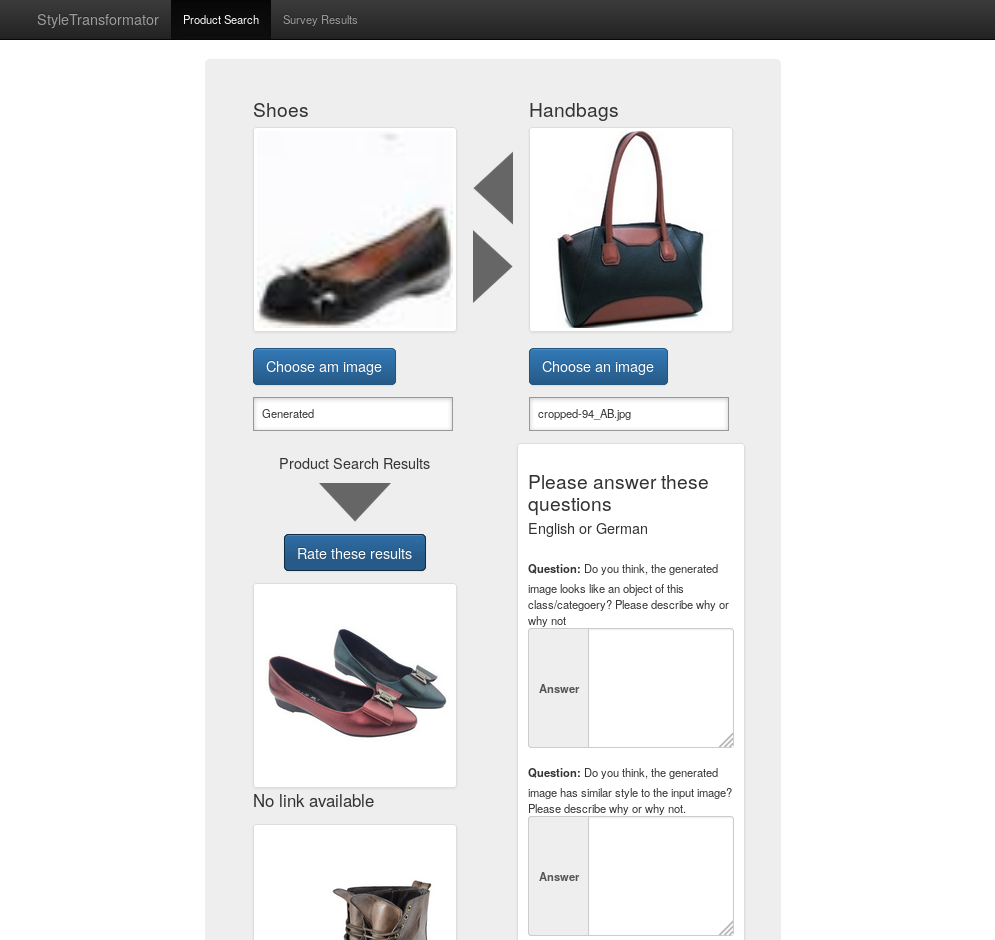 StyleTransformator Product Search Survey Results
Shoes
Handbags
Choose am image
Choose an image
Generated
cropped-94_AB.jpg
Product Search Results
Rate these results
No link available
Please answer these
questions
English or German
Question: Do you think, the generated
image looks like an object of this
class/categoery? Please describe why or
why not
Answer
Question: Do you think, the generated
image has similar style to the input image?
Please describe why or why not.
Answer